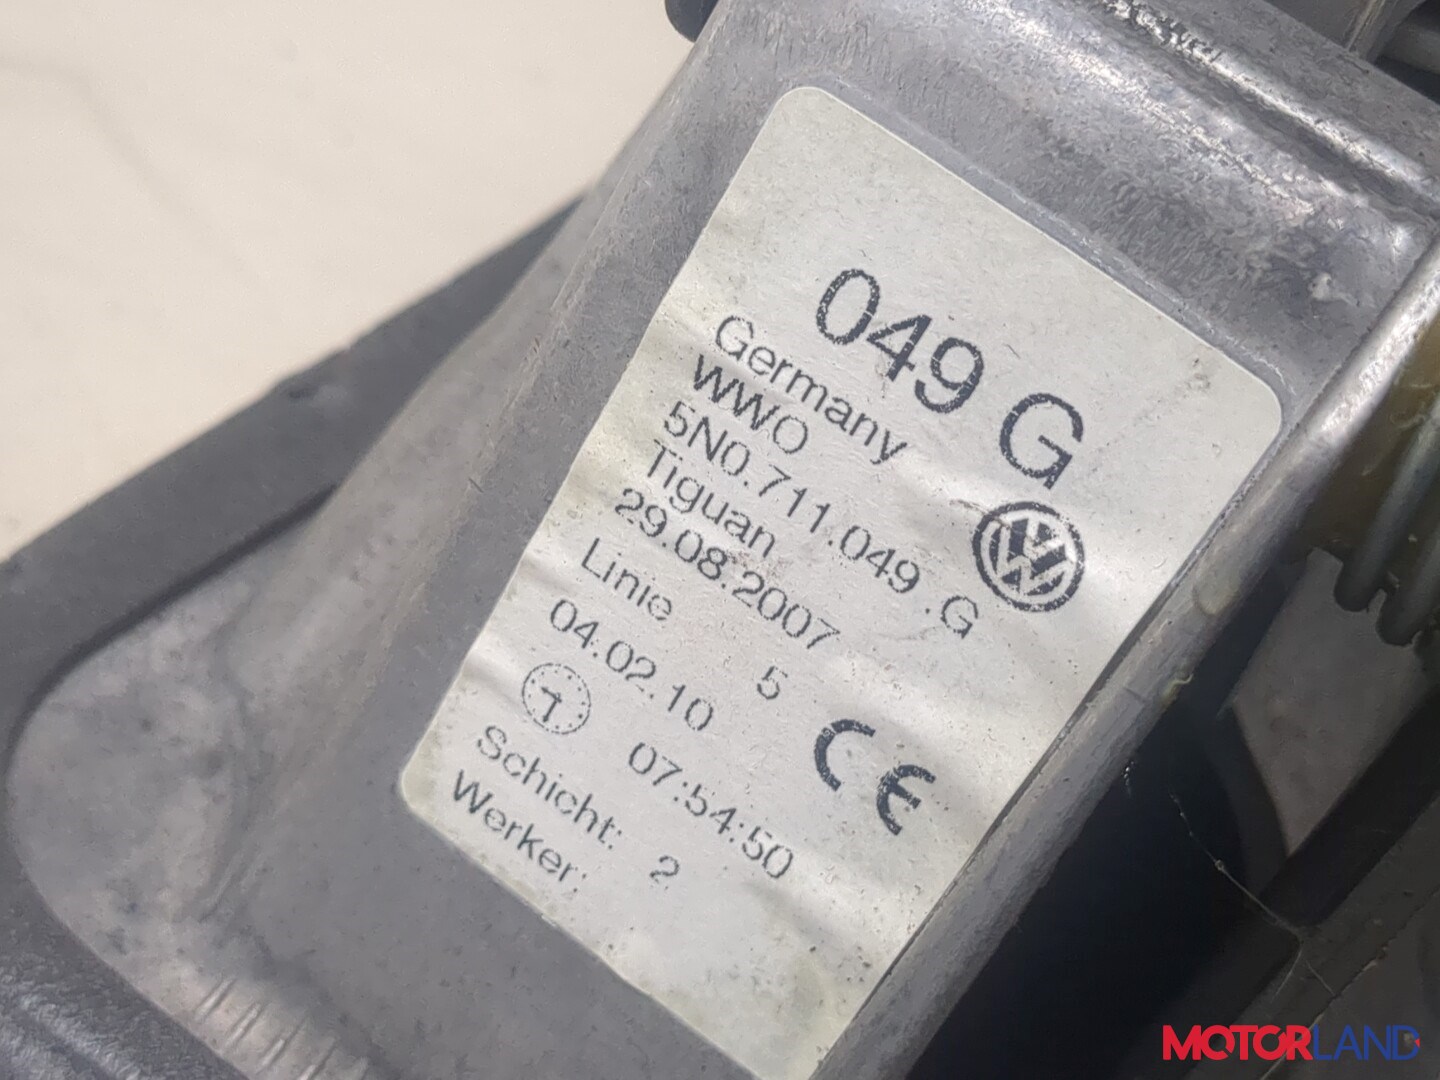 049 G
Germany
WWO
5N0.711.049 .G
Tiguan
29.08.2007
Linie 5
04.02.10 07:54:50
Schicht: 2
Werker:
CE
MOTORLAND